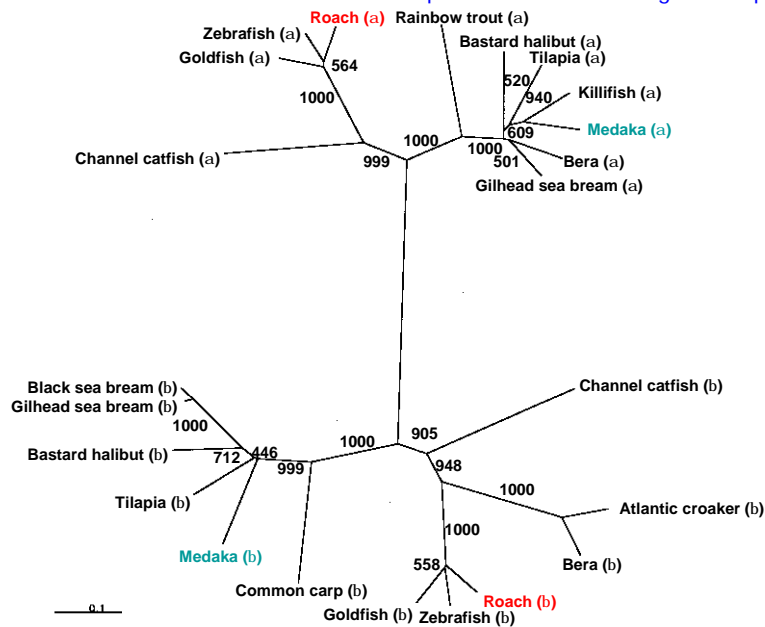 Roach (a)
Rainbow trout (a)
Zebrafish (a)
Bastard halibut (a)
Goldfish (a)
Tilapia (a)
564
520
940
Killifish (a)
1000
609
Medaka (a)
1000
1000
Channel catfish (a)
999
501
Bera (a)
Gilhead sea bream (a)
Black sea bream (b)
Channel catfish (b)
Gilhead sea bream (b)
1000
905
1000
Bastard halibut (b)
712
446
999
948
1000
Tilapia (b)
Atlantic croaker (b)
1000
Medaka (b)
558
Bera (b)
Common carp (b)
Roach (b)
0.1
Goldfish (b)
Zebrafish (b)